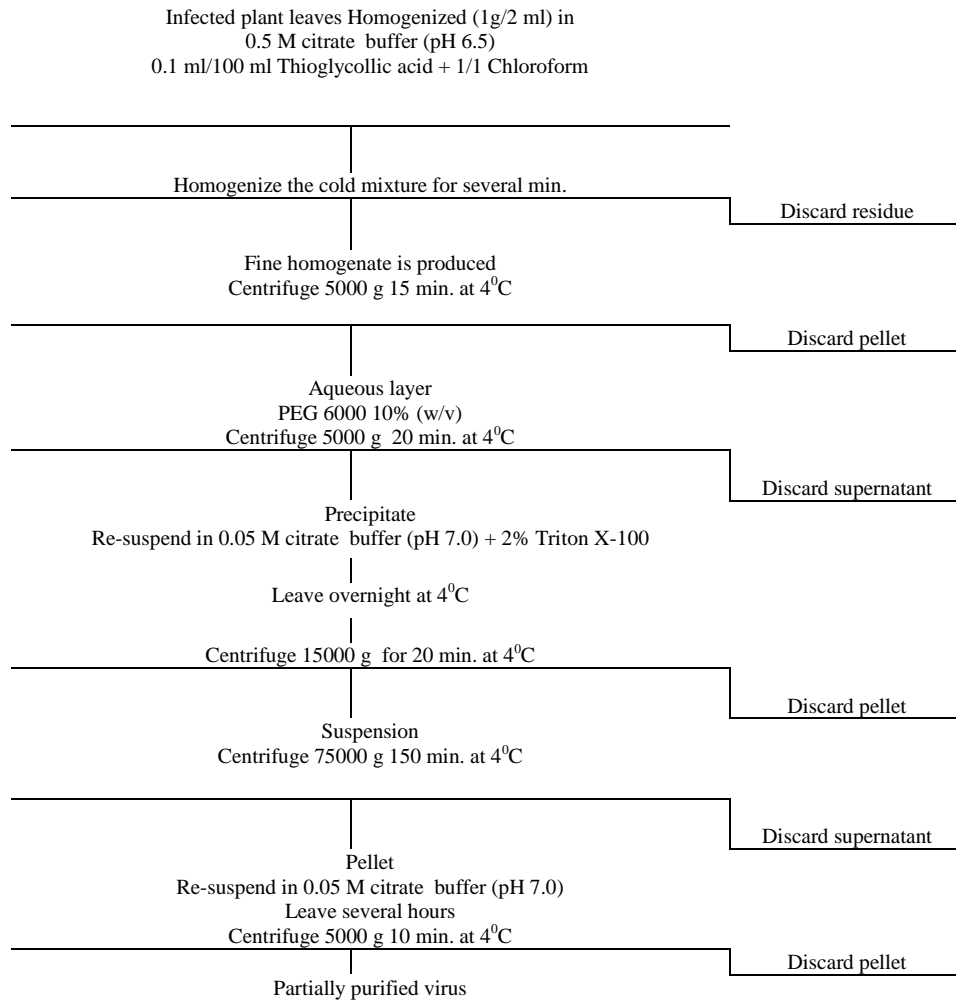 Infected plant leaves Homogenized (1g/2 ml) in
0.5 M citrate buffer (pH 6.5)
0.1 ml/100 ml Thioglycollic acid + 1/1 Chloroform
Homogenize the cold mixture for several min.
Discard residue
Fine homogenate is produced
Centrifuge 5000 g 15 min. at 4⁰C
Discard pellet
Aqueous layer
PEG 6000 10% (w/v)
Centrifuge 5000 g 20 min. at 4⁰C
Discard supernatant
Precipitate
Re-suspend in 0.05 M citrate buffer (pH 7.0) + 2% Triton X-100
Leave overnight at 4⁰C
Centrifuge 15000 g for 20 min. at 4⁰C
Discard pellet
Suspension
Centrifuge 75000 g 150 min. at 4⁰C
Discard supernatant
Pellet
Re-suspend in 0.05 M citrate buffer (pH 7.0)
Leave several hours
Centrifuge 5000 g 10 min. at 4⁰C
Discard pellet
Partially purified virus